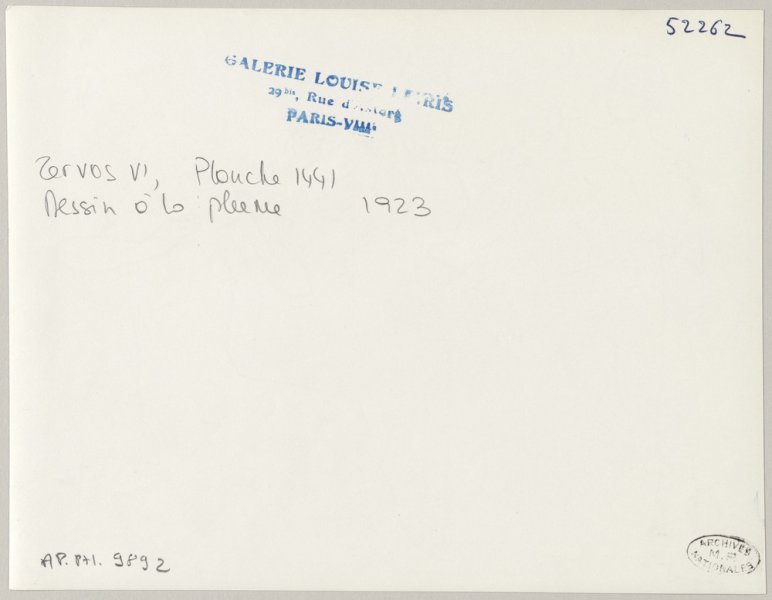 52262
GALERIE LOUISE LEIRIS
29 bis, Rue d'Astorg
PARIS-VIIIe
Zervos VI, Planche 1441
Dessin à la plume 1923
AP. PH. 9892
ARCHIVES
M.P
NATIONALES